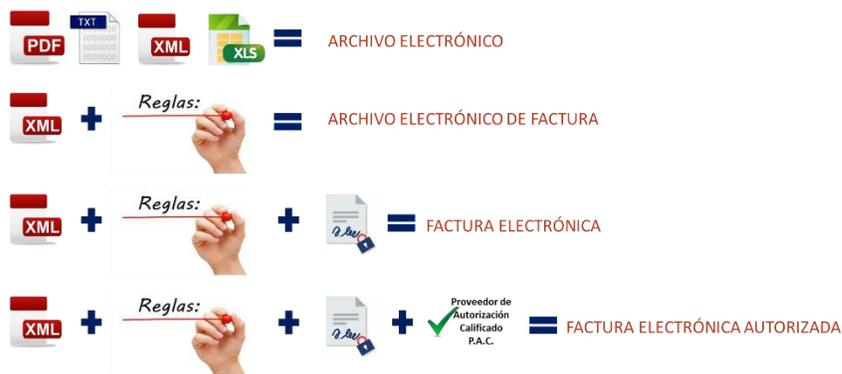 PDF TXT XML XLS ARCHIVO ELECTRÓNICO
XML Reglas: ARCHIVO ELECTRÓNICO DE FACTURA
XML Reglas: FACTURA ELECTRÓNICA
XML Reglas: Proveedor de
Autorización
Calificado
P.A.C. FACTURA ELECTRÓNICA AUTORIZADA